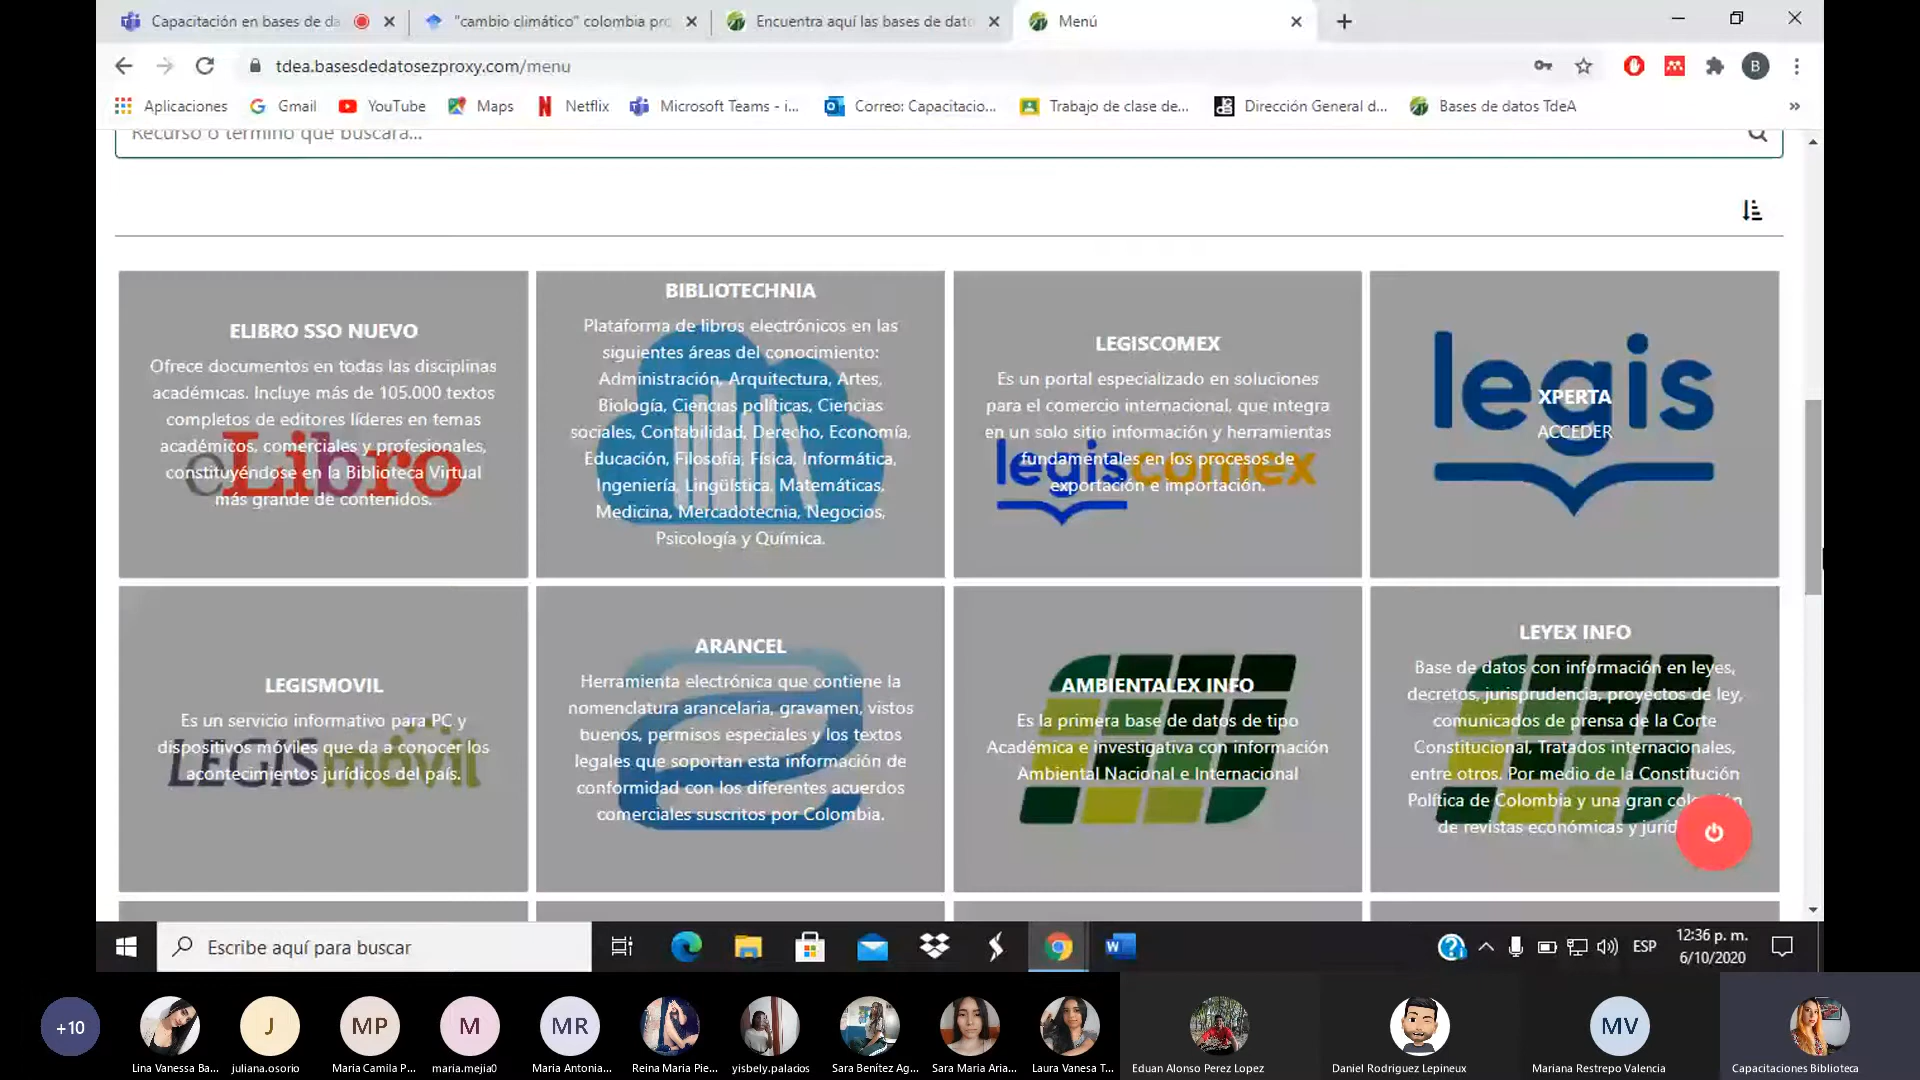 Capacitación en bases de da
"cambio climático" colombia pro
Encuentra aquí las bases de dato
Menú
tdea.basesdedatosezproxy.com/menu
B
Aplicaciones
Gmail
YouTube
Maps
Netflix
Microsoft Teams - i...
Correo: Capacitacio...
Trabajo de clase de...
Dirección General d...
Bases de datos TdeA
»
Recurso o término que buscará...
ELIBRO SSO NUEVO
Ofrece documentos en todas las disciplinas
académicas. Incluye más de 105.000 textos
completos de editores líderes en temas
académicos, comerciales y profesionales,
constituyéndose en la Biblioteca Virtual
más grande de contenidos.
eLibro
BIBLIOTECHNIA
Plataforma de libros electrónicos en las
siguientes áreas del conocimiento:
Administración, Arquitectura, Artes,
Biología, Ciencias políticas, Ciencias
sociales, Contabilidad, Derecho, Economía,
Educación, Filosofía, Física, Informática,
Ingeniería, Lingüística, Matemáticas,
Medicina, Mercadotecnia, Negocios,
Psicología y Química.
LEGISCOMEX
Es un portal especializado en soluciones
para el comercio internacional, que integra
en un solo sitio información y herramientas
fundamentales en los procesos de
exportación e importación.
legiscomex
legis
XPERTA
ACCEDER
LEGISMOVIL
Es un servicio informativo para PC y
dispositivos móviles que da a conocer los
acontecimientos jurídicos del país.
LEGISmóvil
ARANCEL
Herramienta electrónica que contiene la
nomenclatura arancelaria, gravamen, vistos
buenos, permisos especiales y los textos
legales que soportan esta información de
conformidad con los diferentes acuerdos
comerciales suscritos por Colombia.
AMBIENTALEX INFO
Es la primera base de datos de tipo
Académica e investigativa con información
Ambiental Nacional e Internacional
LEYEX INFO
Base de datos con información en leyes,
decretos, jurisprudencia, proyectos de ley,
comunicados de prensa de la Corte
Constitucional, Tratados internacionales,
entre otros. Por medio de la Constitución
Política de Colombia y una gran
de revistas económicas y
Escribe aquí para buscar
ESP
12:36 p. m.
6/10/2020
+10
J
MP
M
MR
MV
Lina Vanessa Ba...
juliana.osorio
Maria Camila P...
maria.mejia0
Maria Antonia...
Reina Maria Pie...
yisbely.palacios
Sara Benítez Ag...
Sara Maria Aria...
Laura Vanesa T...
Eduan Alonso Perez Lopez
Daniel Rodriguez Lepineux
Mariana Restrepo Valencia
Capacitaciones Biblioteca